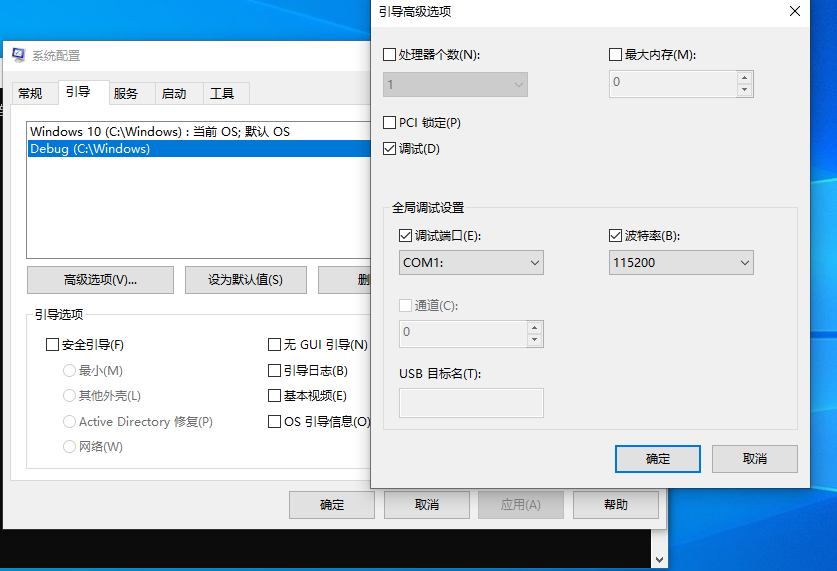 引导高级选项
系统配置
常规 引导 服务 启动 工具
Windows 10 (C:\Windows) : 当前 OS; 默认 OS
Debug (C:\Windows)
高级选项(V)... 设为默认值(S) 删
引导选项
安全引导(F) 无 GUI 引导(N)
最小(M) 引导日志(B)
其他外壳(L) 基本视频(E)
Active Directory 修复(P) OS 引导信息(O)
网络(W)
确定 取消 应用(A) 帮助
处理器个数(N): 最大内存(M):
1 0
PCI 锁定(P)
调试(D)
全局调试设置
调试端口(E): 波特率(B):
COM1: 115200
通道(C):
0
USB 目标名(T):
确定 取消